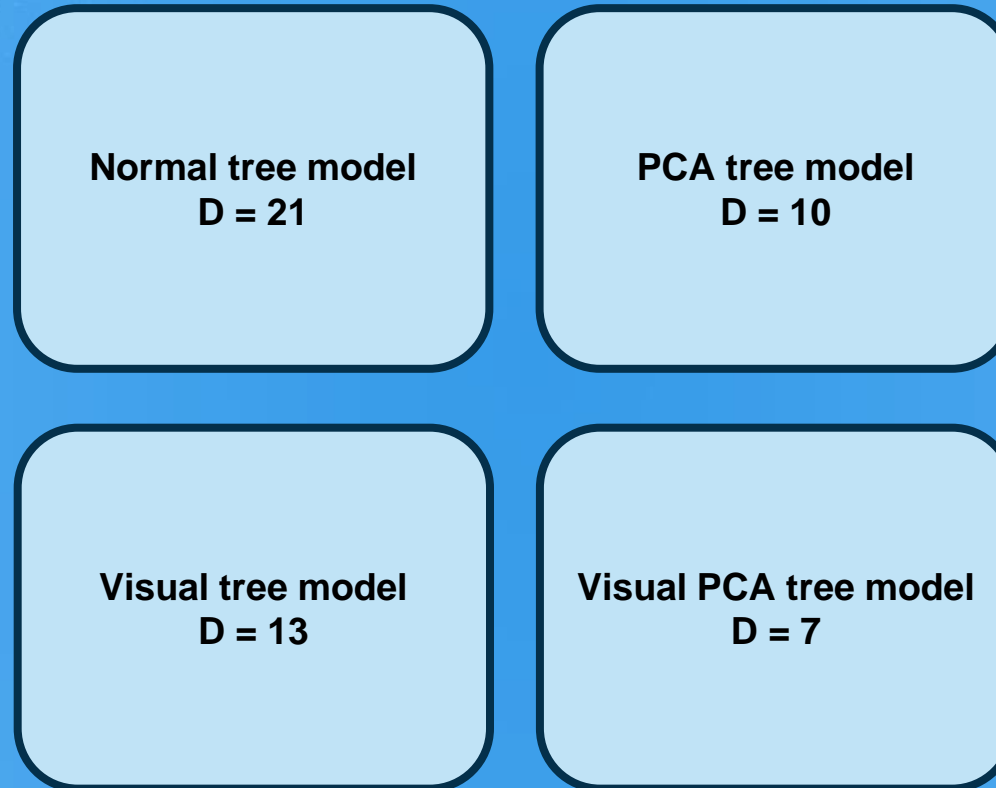 Normal tree model
D = 21
PCA tree model
D = 10
Visual tree model
D = 13
Visual PCA tree model
D = 7